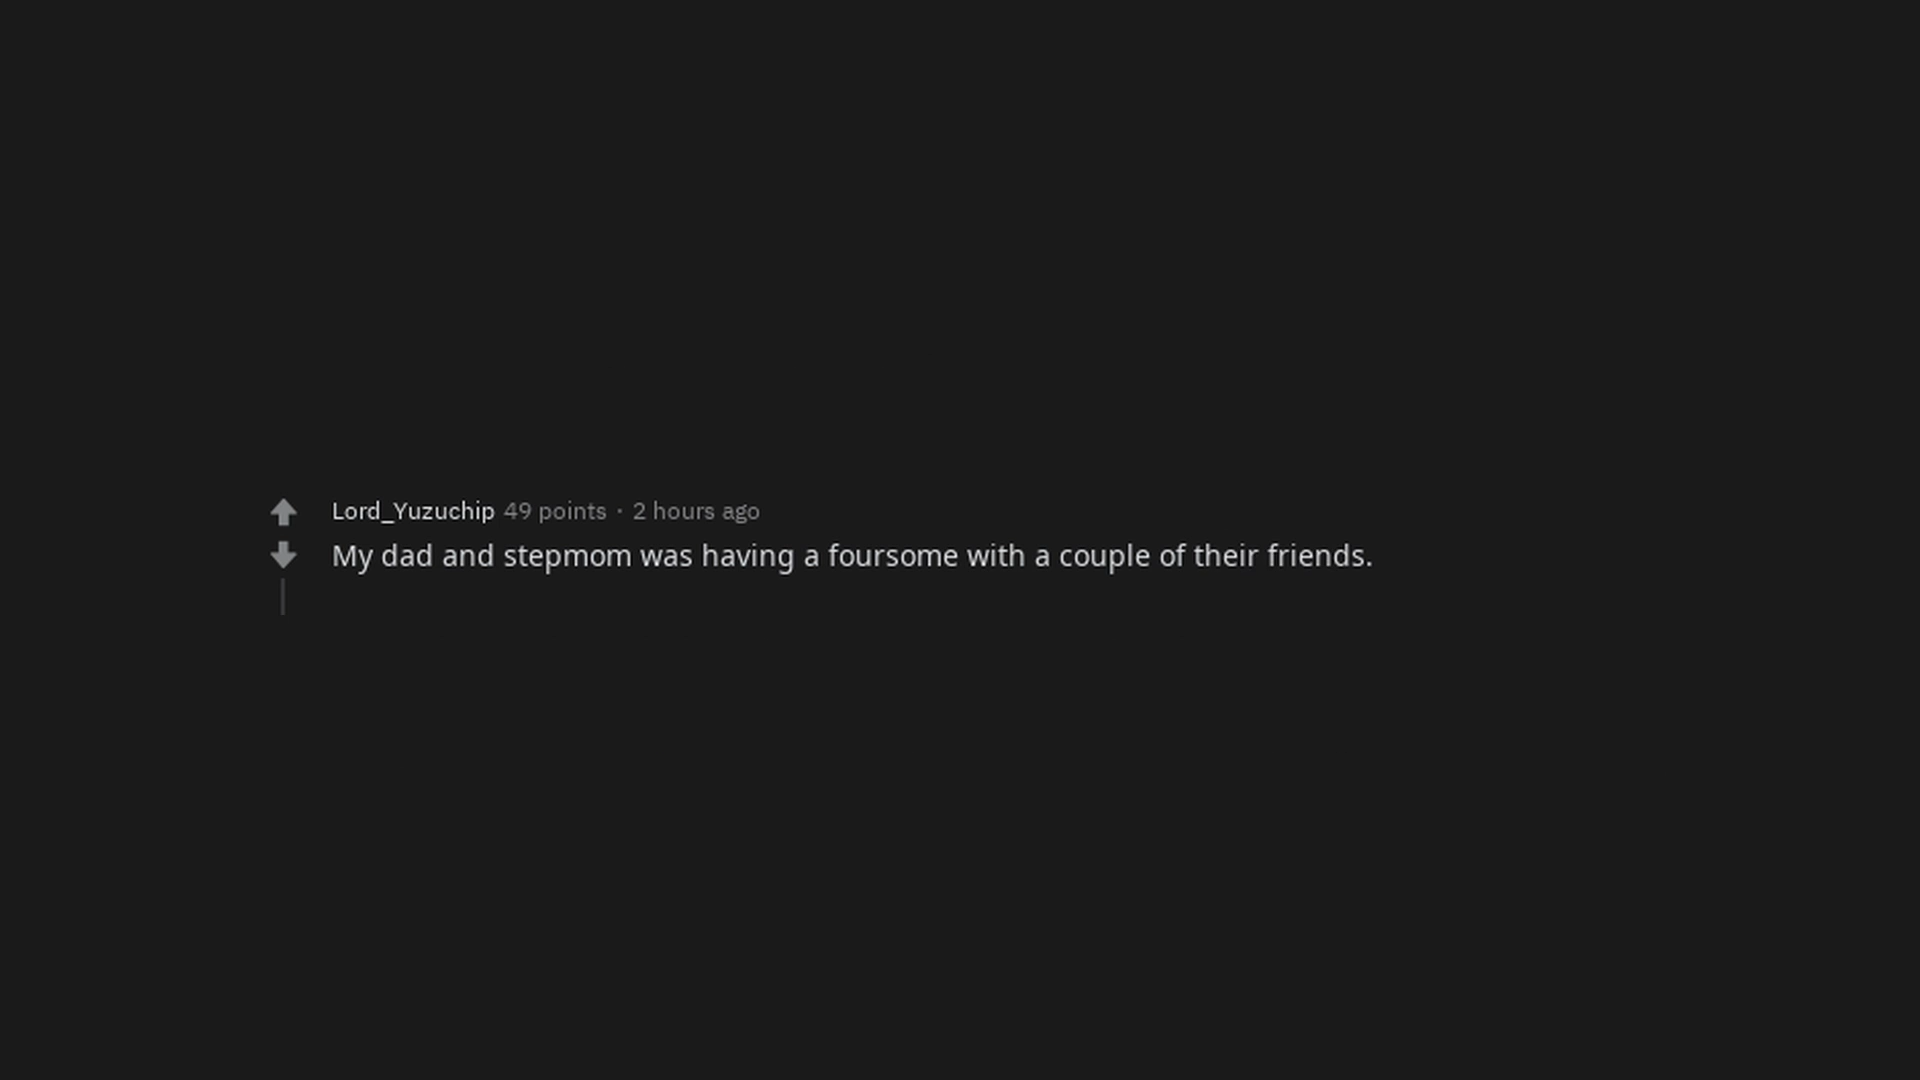 Lord_Yuzuchip 49 points · 2 hours ago
My dad and stepmom was having a foursome with a couple of their friends.